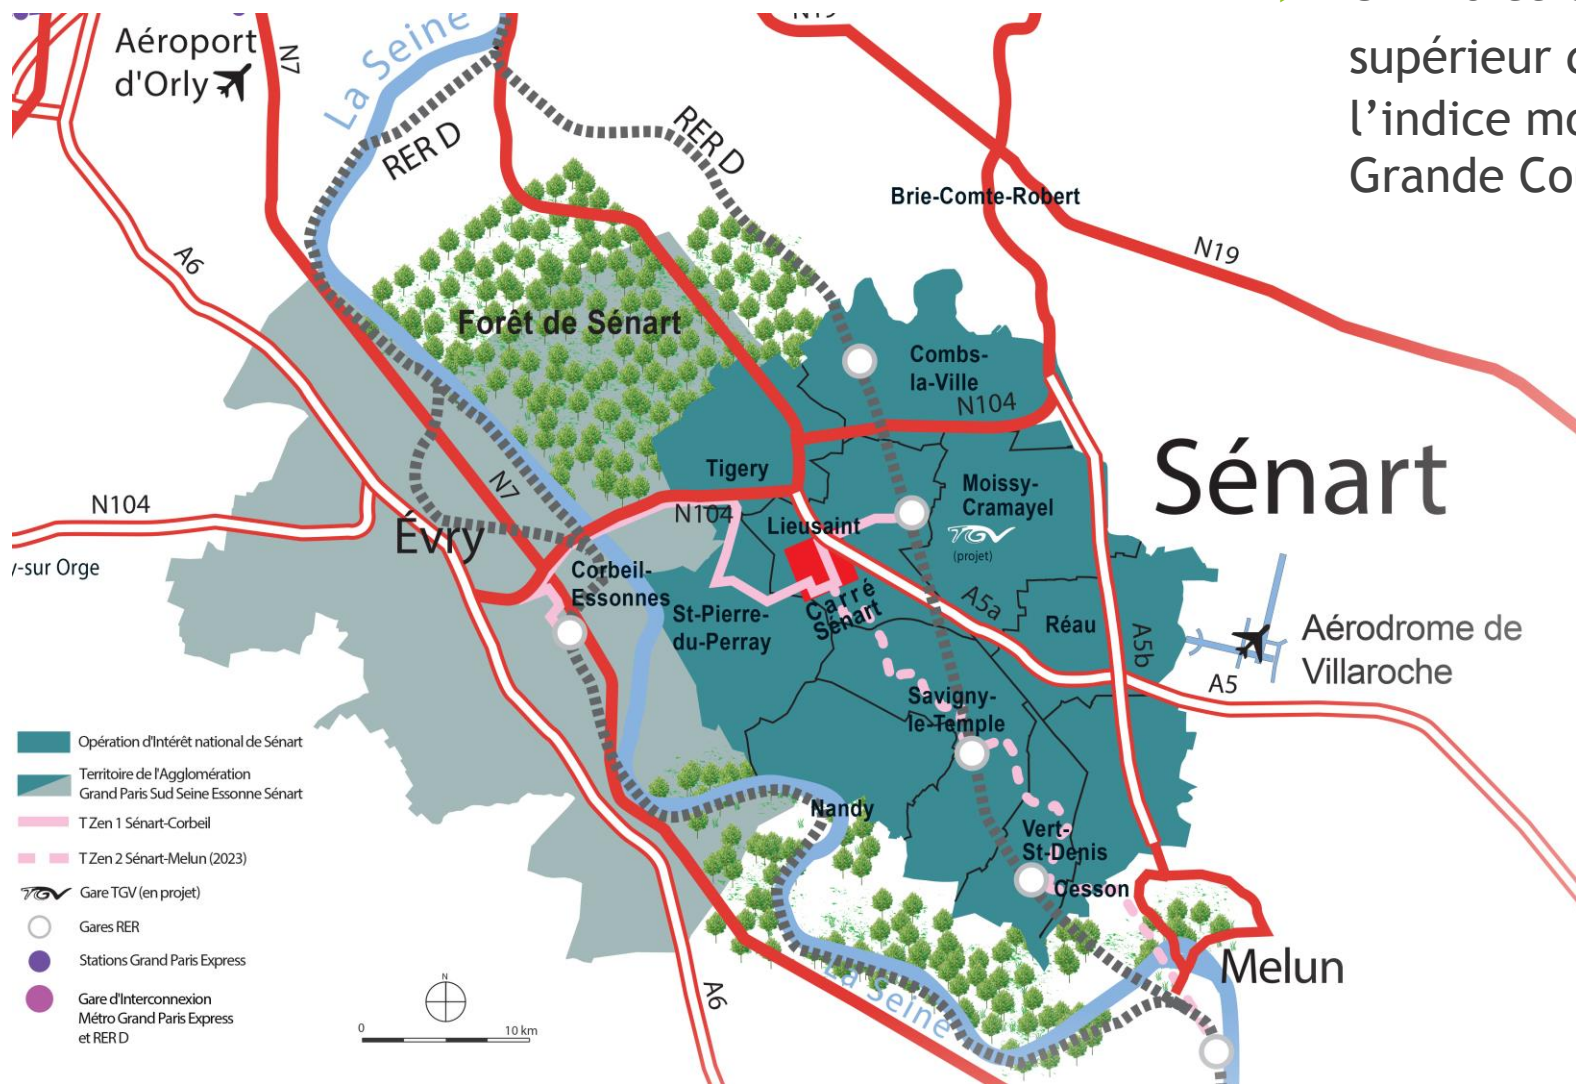 supérieur
l'indice
Grande
Aéroport
d'Orly
N7
La Seine
RER D
RER D
N19
Brie-Comte-Robert
N19
A6
Forêt de Sénart
Combs-
la-Ville
N104
Sénart
Tigery
Moissy-
Cramayel
TGV
(projet)
N7
N104
N104
Lieusaint
Évry
-sur Orge
Corbeil-
Essonnes
Carré
Sénart
A5a
St-Pierre-
du-Perray
Réau
A5b
Aérodrome de
Villaroche
A5
Savigny-
le-Temple
Nandy
Vert-
St-Denis
Cesson
Melun
La Seine
A6
Opération d'Intérêt national de Sénart
Territoire de l'Agglomération
Grand Paris Sud Seine Essonne Sénart
T Zen 1 Sénart-Corbeil
T Zen 2 Sénart-Melun (2023)
TGV Gare TGV (en projet)
Gares RER
Stations Grand Paris Express
Gare d'Interconnexion
Métro Grand Paris Express
et RER D
N
0 10 km